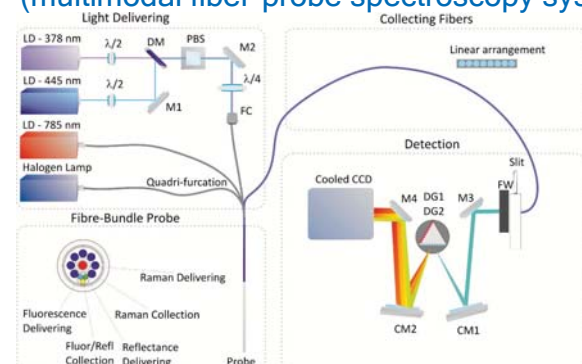 (multimodal fiber-probe spectroscopy sys
Light Delivering
LD - 378 nm
λ/2
DM
PBS
M2
LD - 445 nm
λ/2
M1
λ/4
FC
LD - 785 nm
Halogen Lamp
Quadri-furcation
Collecting Fibers
Linear arrangement
Detection
Slit
Cooled CCD
M4
DG1
DG2
M3
FW
CM2
CM1
Fibre-Bundle Probe
Raman Delivering
Fluorescence
Delivering
Raman Collection
Fluor/Refl
Collection
Reflectance
Delivering
Probe